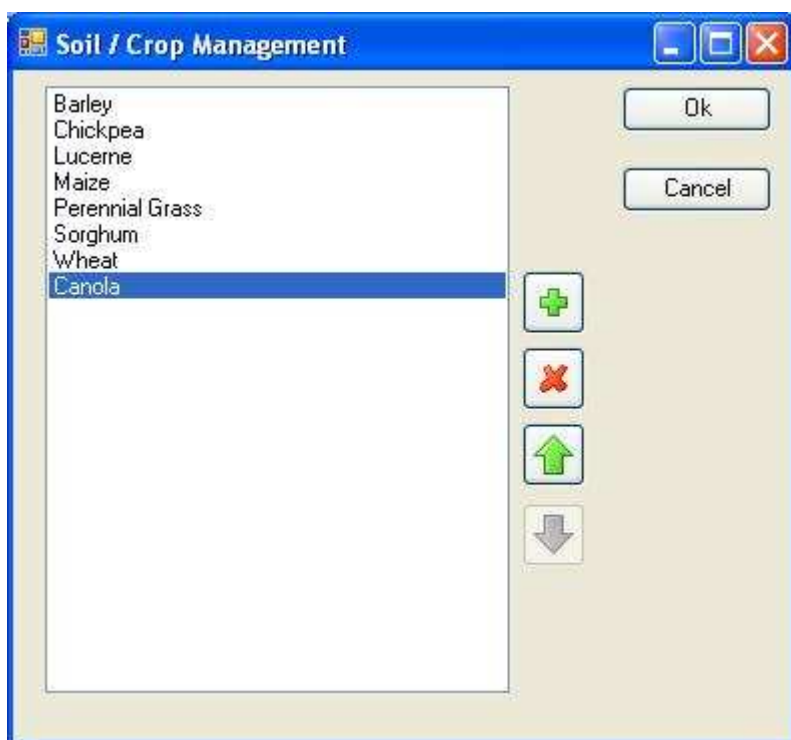 Soil / Crop Management
Barley
Chickpea
Lucerne
Maize
Perennial Grass
Sorghum
Wheat
Canola
Ok
Cancel